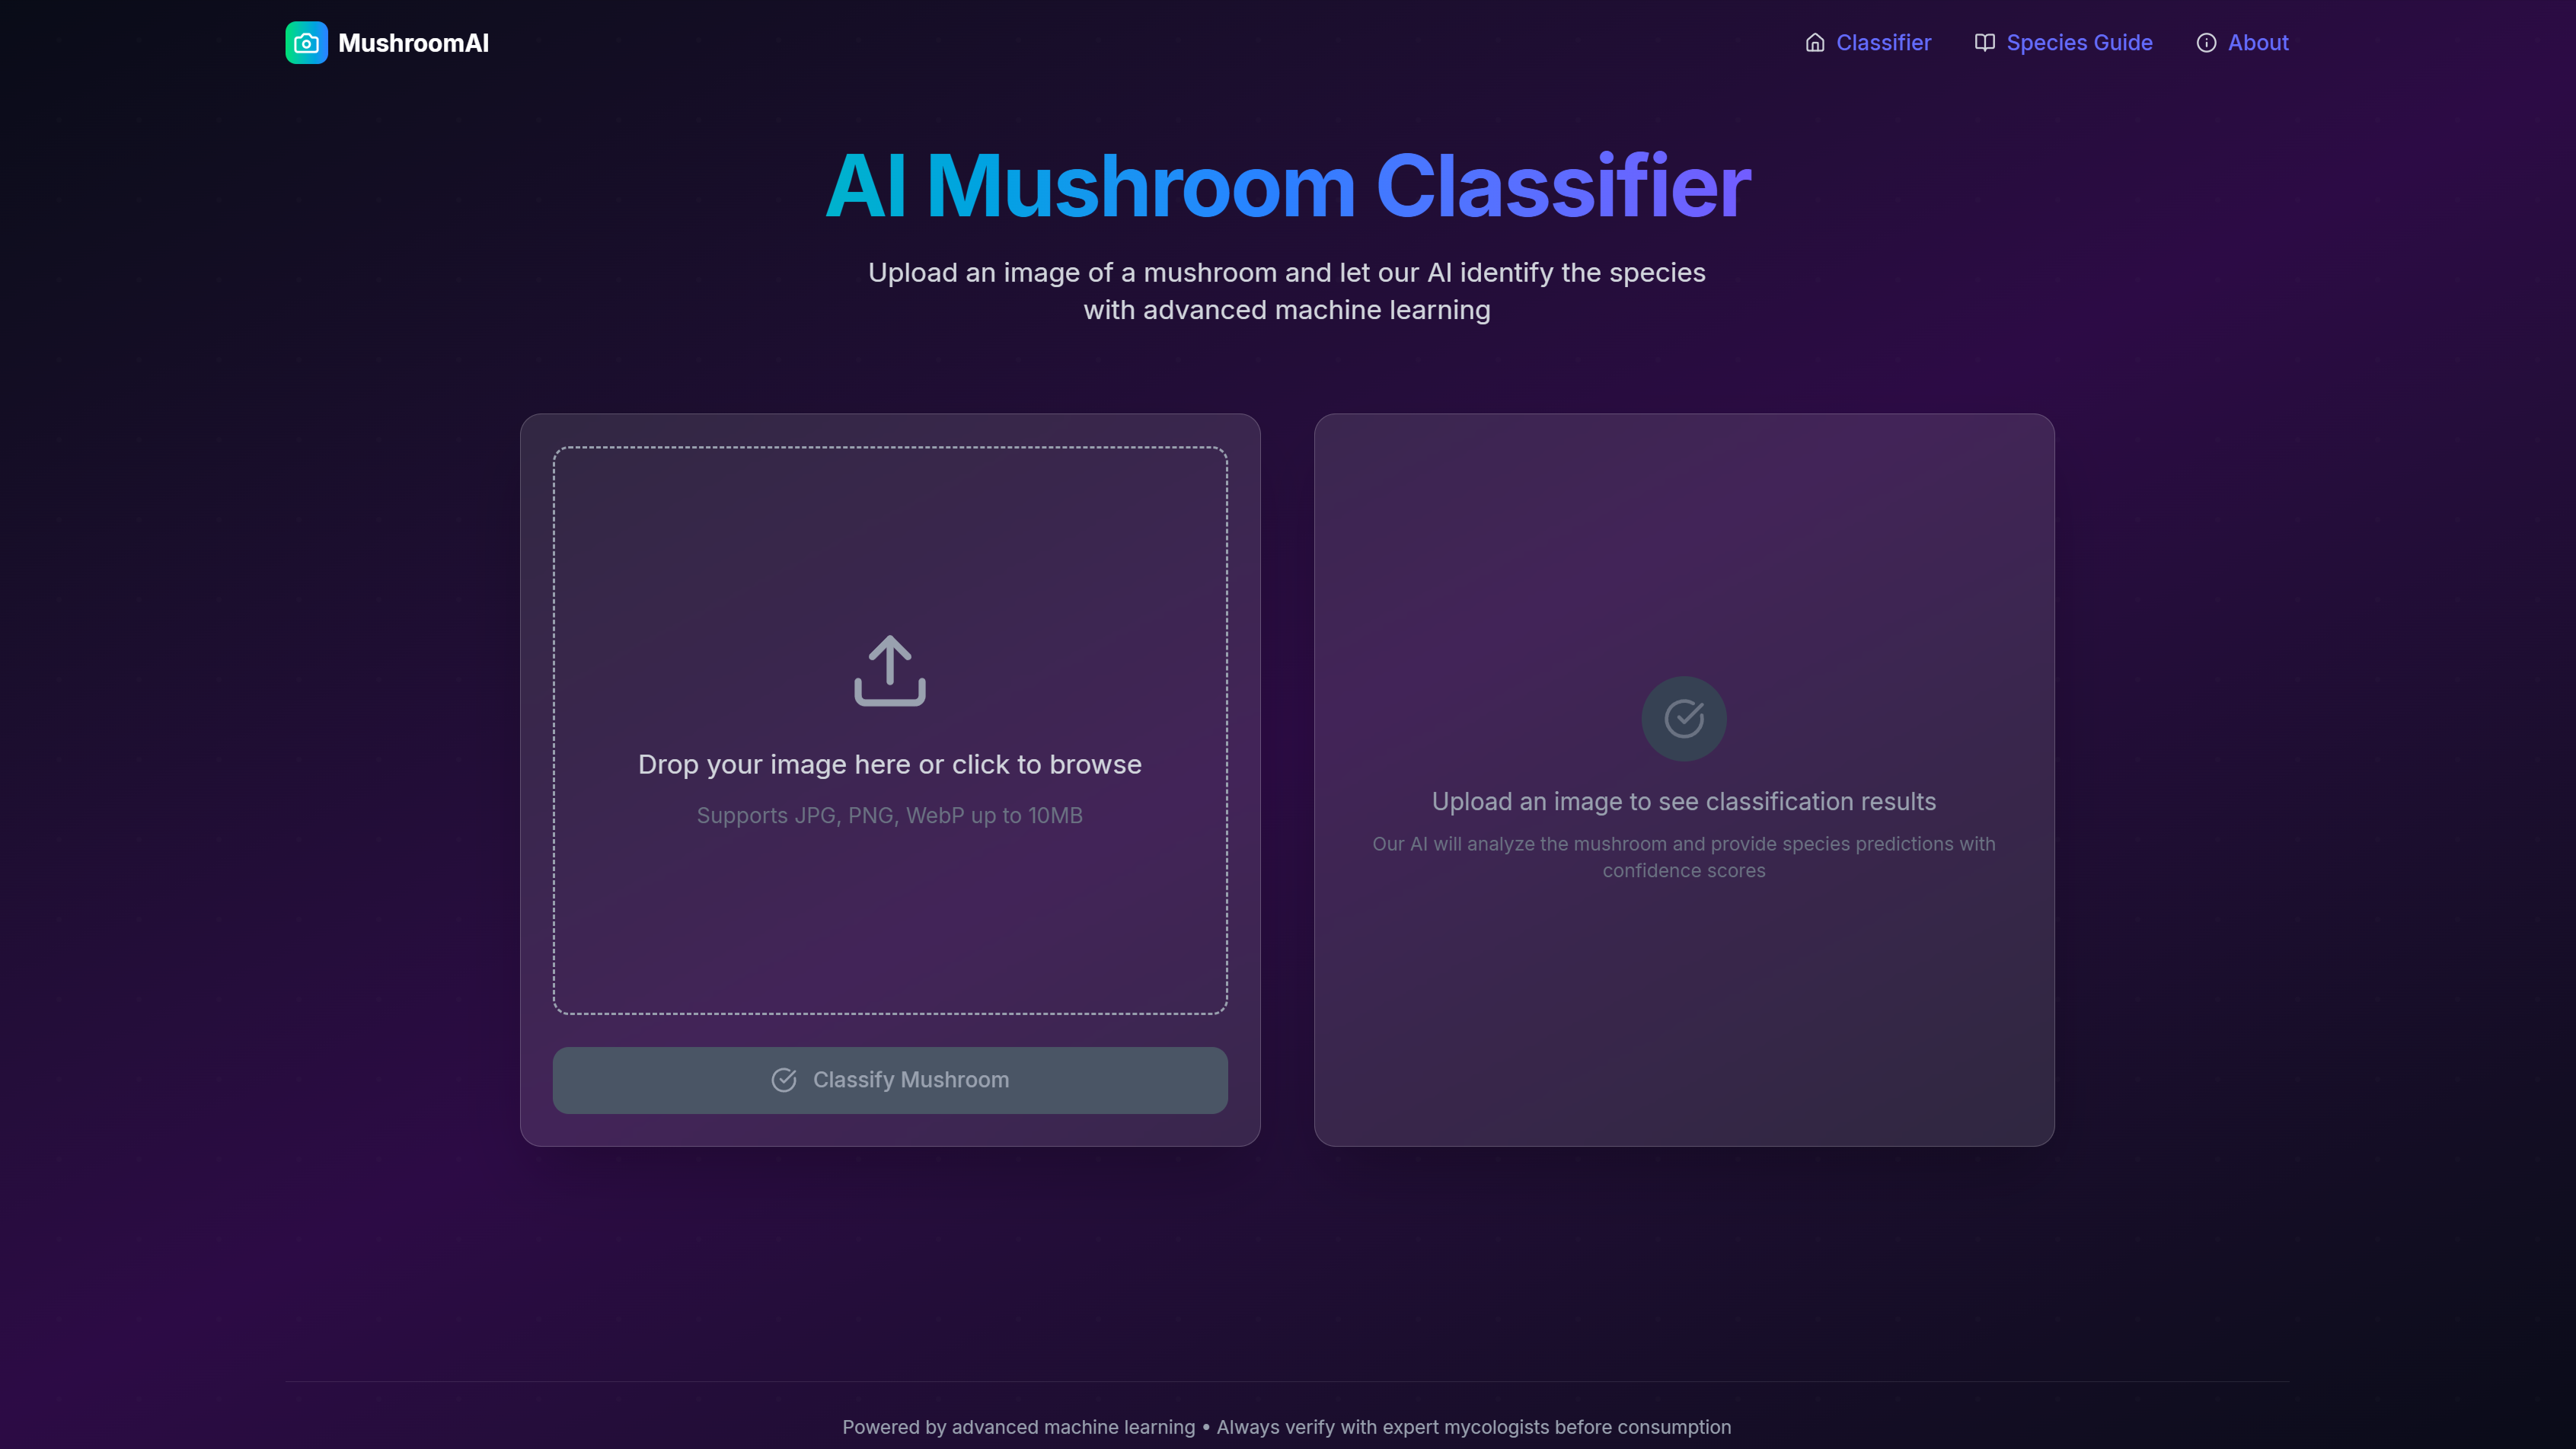 MushroomAI
Classifier
Species Guide
About
AI Mushroom Classifier
Upload an image of a mushroom and let our AI identify the species
with advanced machine learning
Drop your image here or click to browse
Supports JPG, PNG, WebP up to 10MB
Classify Mushroom
Upload an image to see classification results
Our AI will analyze the mushroom and provide species predictions with
confidence scores
Powered by advanced machine learning • Always verify with expert mycologists before consumption